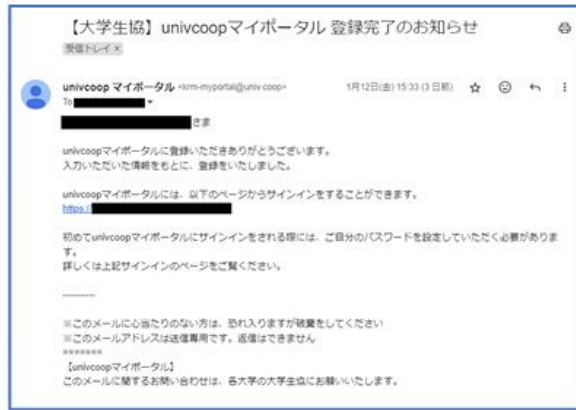 【大学生協】univcoopマイポータル 登録完了のお知らせ
受信トレイ ×
univcoop マイポータル <krm-myportal@univ.coop>
1月12日(金) 15:33 (3 日前)
To
さま
univcoopマイポータルに登録いただきありがとうございます。
入力いただいた情報をもとに、登録をいたしました。
univcoopマイポータルには、以下のページからサインインをすることができます。
https://
初めてunivcoopマイポータルにサインインをされる際には、ご自分のパスワードを設定していただく必要がありま
す。
詳しくは上記サインインのページをご覧ください。
-------
※このメールに心当たりのない方は、恐れ入りますが破棄をしてください
※このメールアドレスは送信専用です。返信はできません
=======
【univcoopマイポータル】
このメールに関するお問い合わせは、各大学の大学生協にお願いいたします。